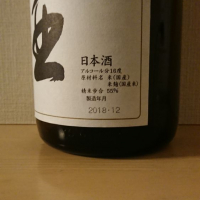 日本酒
アルコール分18度
原材料名 米(国産)
米麹(国産米)
精米歩合 55%
製造年月
2018-12